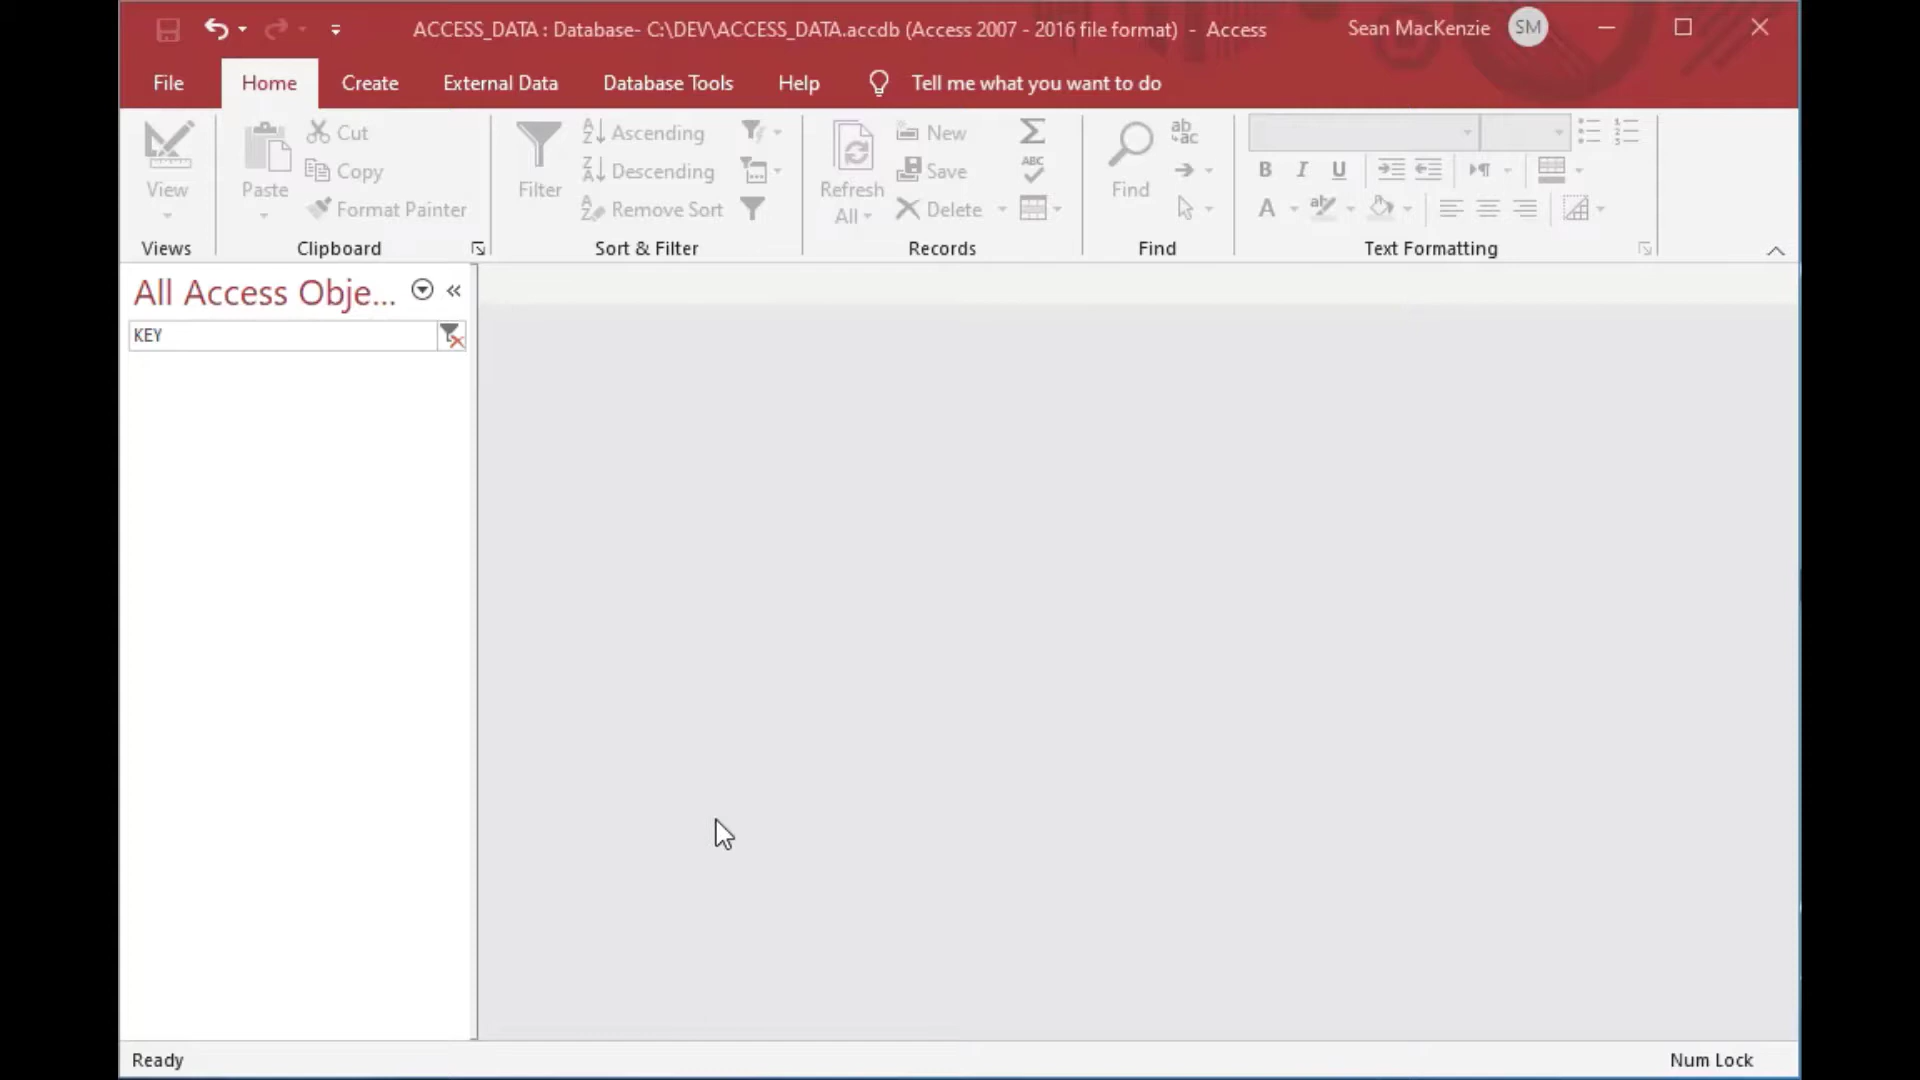 ACCESS_DATA : Database- C:\DEV\ACCESS_DATA.accdb (Access 2007 - 2016 file format) - Access
Sean MacKenzie SM
File Home Create External Data Database Tools Help Tell me what you want to do
View
Views
Paste
Cut
Copy
Format Painter
Clipboard
Filter
Ascending
Descending
Remove Sort
Sort & Filter
Refresh
All
New
Save
Delete
Records
Find
Find
B I U
A
Text Formatting
All Access Obje...
KEY
Ready
Num Lock